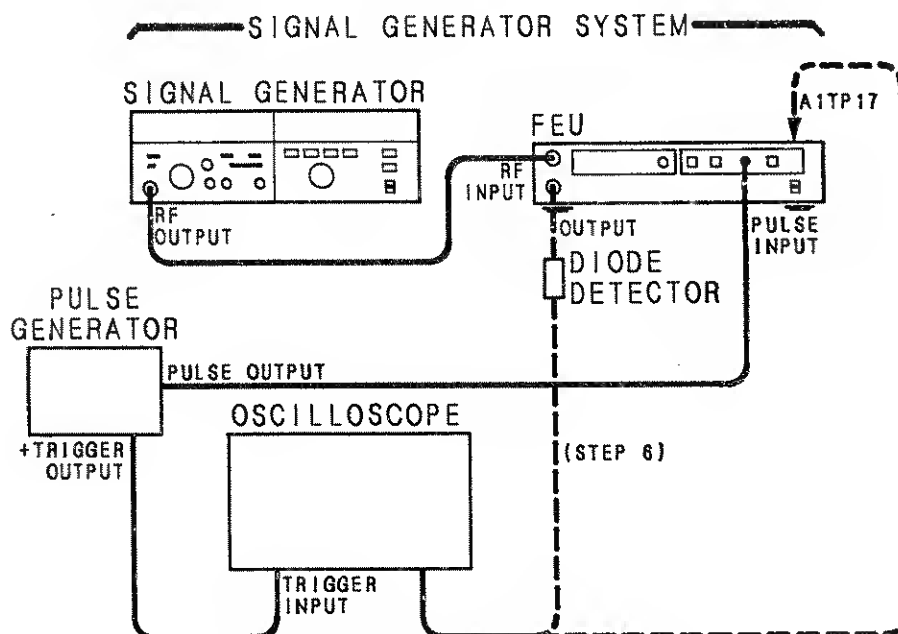 SIGNAL GENERATOR SYSTEM
SIGNAL GENERATOR
A1TP17
FEU
RF
INPUT
RF
OUTPUT
OUTPUT
PULSE
INPUT
DIODE
DETECTOR
PULSE
GENERATOR
PULSE OUTPUT
OSCILLOSCOPE
+TRIGGER
OUTPUT
(STEP 6)
TRIGGER
INPUT